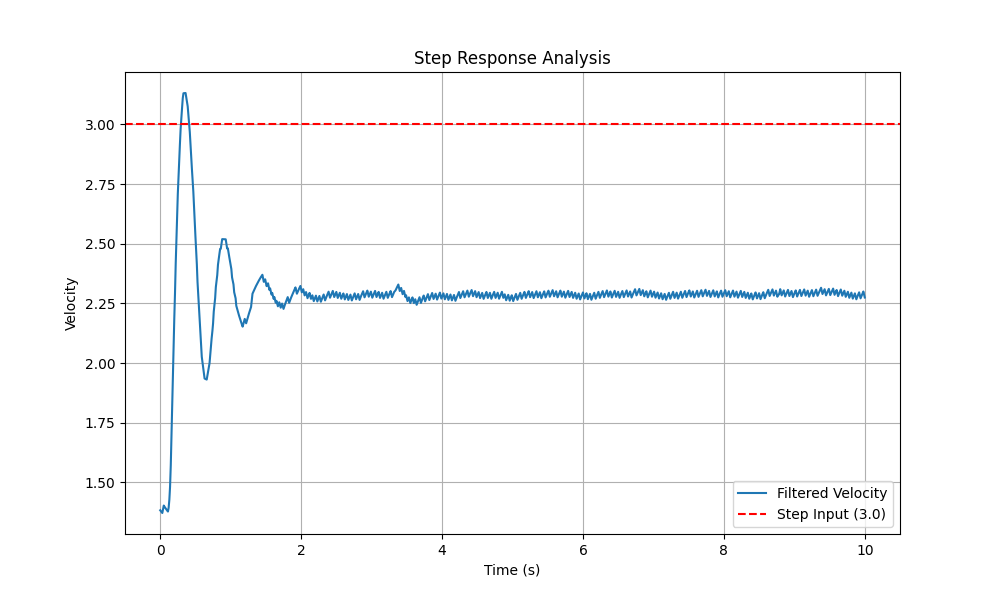 Step Response Analysis
Velocity
3.00
2.75
2.50
2.25
2.00
1.75
1.50
0 2 4 6 8 10
Time (s)
Filtered Velocity
Step Input (3.0)